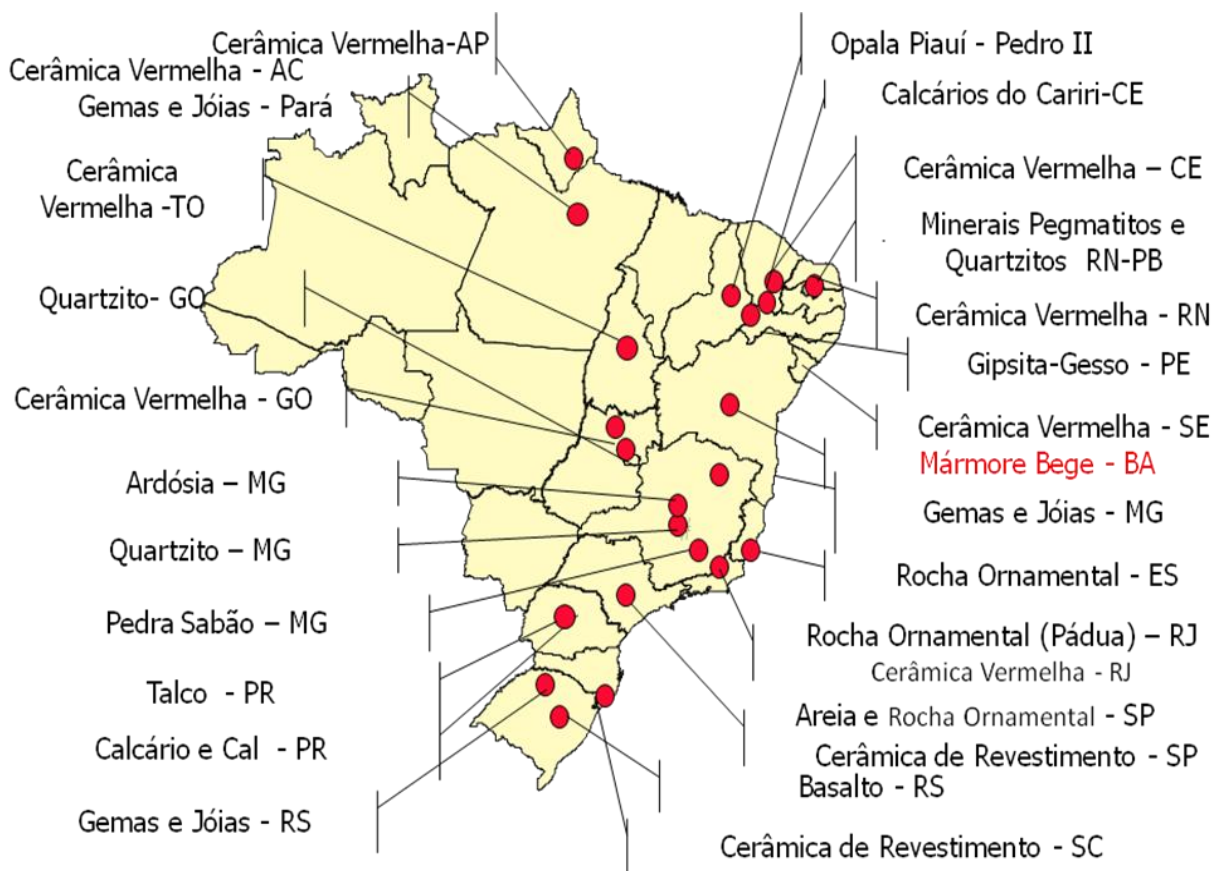 Cerâmica Vermelha-AP
Cerâmica Vermelha - AC
Gemas e Jóias - Pará
Cerâmica
Vermelha -TO
Quartzito- GO
Cerâmica Vermelha - GO
Ardósia – MG
Quartzito – MG
Pedra Sabão – MG
Talco - PR
Calcário e Cal - PR
Gemas e Jóias - RS
Opala Piauí - Pedro II
Calcários do Cariri-CE
Cerâmica Vermelha – CE
Minerais Pegmatitos e
Quartzitos RN-PB
Cerâmica Vermelha - RN
Gipsita-Gesso - PE
Cerâmica Vermelha - SE
Mármore Bege - BA
Gemas e Jóias - MG
Rocha Ornamental - ES
Rocha Ornamental (Pádua) – RJ
Cerâmica Vermelha - RJ
Areia e Rocha Ornamental - SP
Cerâmica de Revestimento - SP
Basalto - RS
Cerâmica de Revestimento - SC